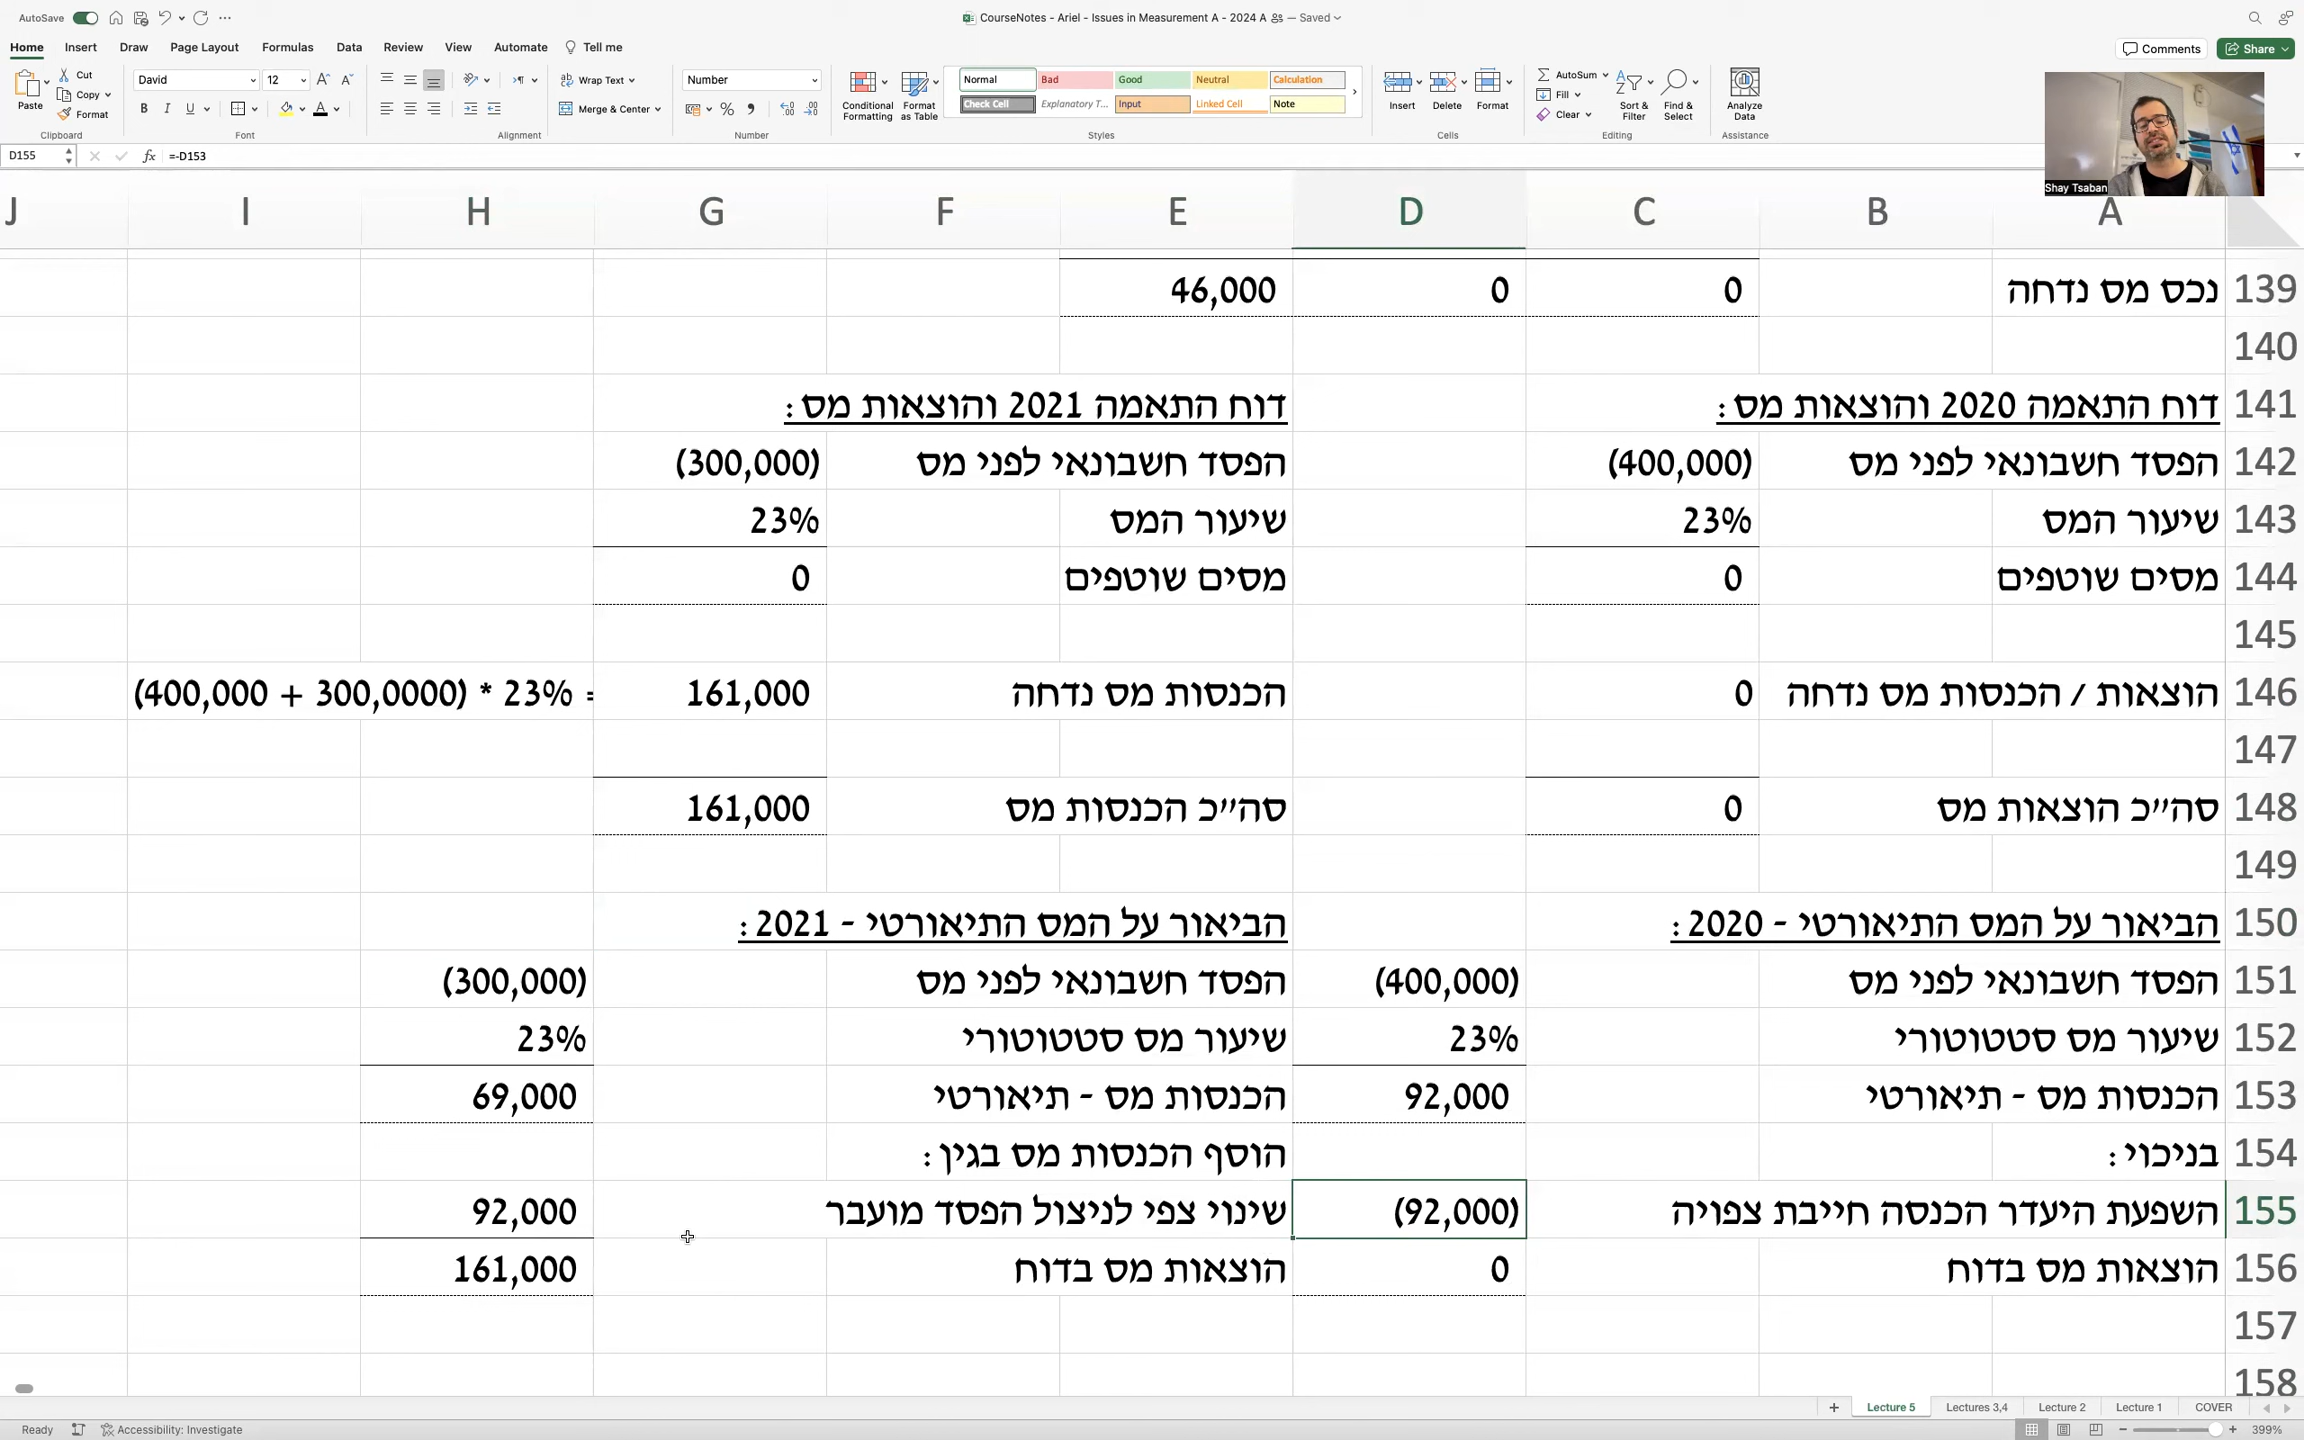 AutoSave
CourseNotes - Ariel - Issues in Measurement A - 2024 A — Saved
Home Insert Draw Page Layout Formulas Data Review View Automate Tell me
Comments Share
Paste Cut Copy Format
David 12
Wrap Text Merge & Center
Number
Conditional Formatting Format as Table
Normal Bad Good Neutral Calculation
Check Cell Explanatory T... Input Linked Cell Note
Insert Delete Format
AutoSum Fill Clear
Sort & Filter Find & Select
Analyze Data
Clipboard Font Alignment Number Styles Cells Editing Assistance
D155 fx =-D153
Shay Tsaban
J I H G F E D C B A
139 נכס מס נדחה 0 0 46,000
140
141 דוח התאמה 2020 והוצאות מס: דוח התאמה 2021 והוצאות מס:
142 הפסד חשבונאי לפני מס (400,000) הפסד חשבונאי לפני מס (300,000)
143 שיעור המס 23% שיעור המס 23%
144 מסים שוטפים 0 מסים שוטפים 0
145
146 הוצאות / הכנסות מס נדחה 0 הכנסות מס נדחה 161,000 (400,000 + 300,0000) * 23% =
147
148 סה״כ הוצאות מס 0 סה״כ הכנסות מס 161,000
149
150 הביאור על המס התיאורטי - 2020: הביאור על המס התיאורטי - 2021:
151 הפסד חשבונאי לפני מס (400,000) הפסד חשבונאי לפני מס (300,000)
152 שיעור מס סטטוטורי 23% שיעור מס סטטוטורי 23%
153 הכנסות מס - תיאורטי 92,000 הכנסות מס - תיאורטי 69,000
154 בניכוי: הוסף הכנסות מס בגין:
155 השפעת היעדר הכנסה חייבת צפויה (92,000) שינוי צפי לניצול הפסד מועבר 92,000
156 הוצאות מס בדוח 0 הוצאות מס בדוח 161,000
157
158
Lecture 5 Lectures 3,4 Lecture 2 Lecture 1 COVER
Ready Accessibility: Investigate 399%